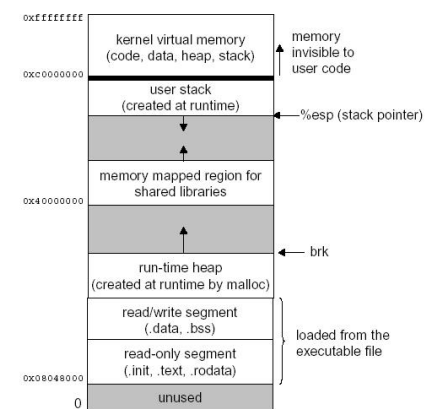 0xffffffff
kernel virtual memory
(code, data, heap, stack)
memory
invisible to
user code
0xc0000000
user stack
(created at runtime)
%esp (stack pointer)
memory mapped region for
shared libraries
0x40000000
brk
run-time heap
(created at runtime by malloc)
read/write segment
(.data, .bss)
read-only segment
(.init, .text, .rodata)
loaded from the
executable file
0x08048000
unused
0